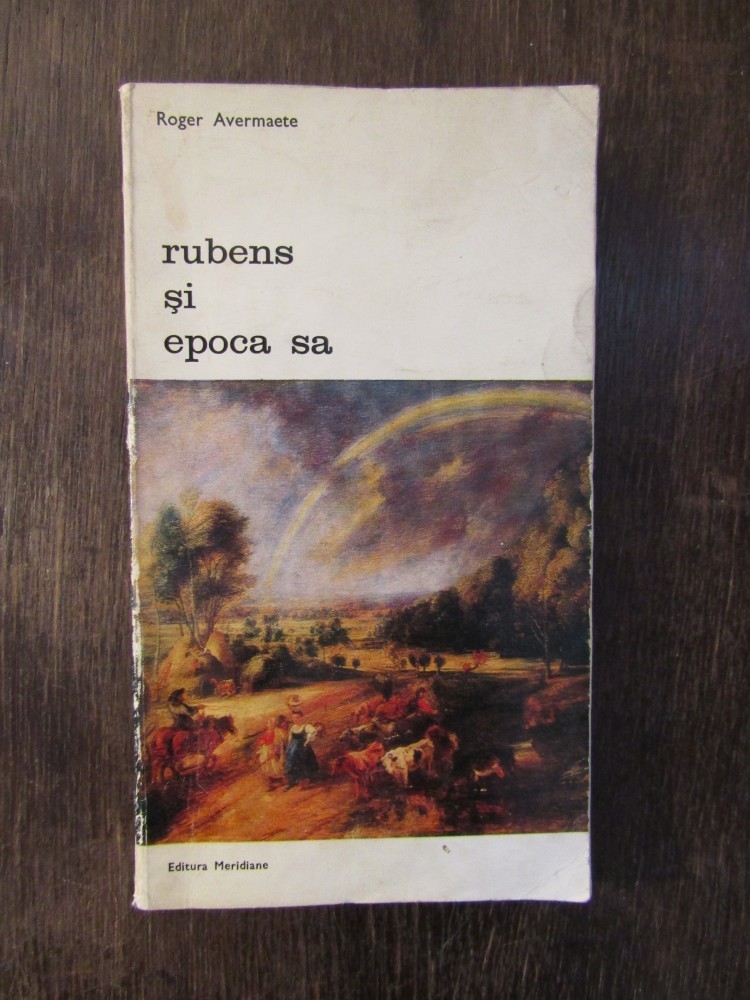 Roger Avermaete
rubens
şi
epoca sa
Editura Meridiane